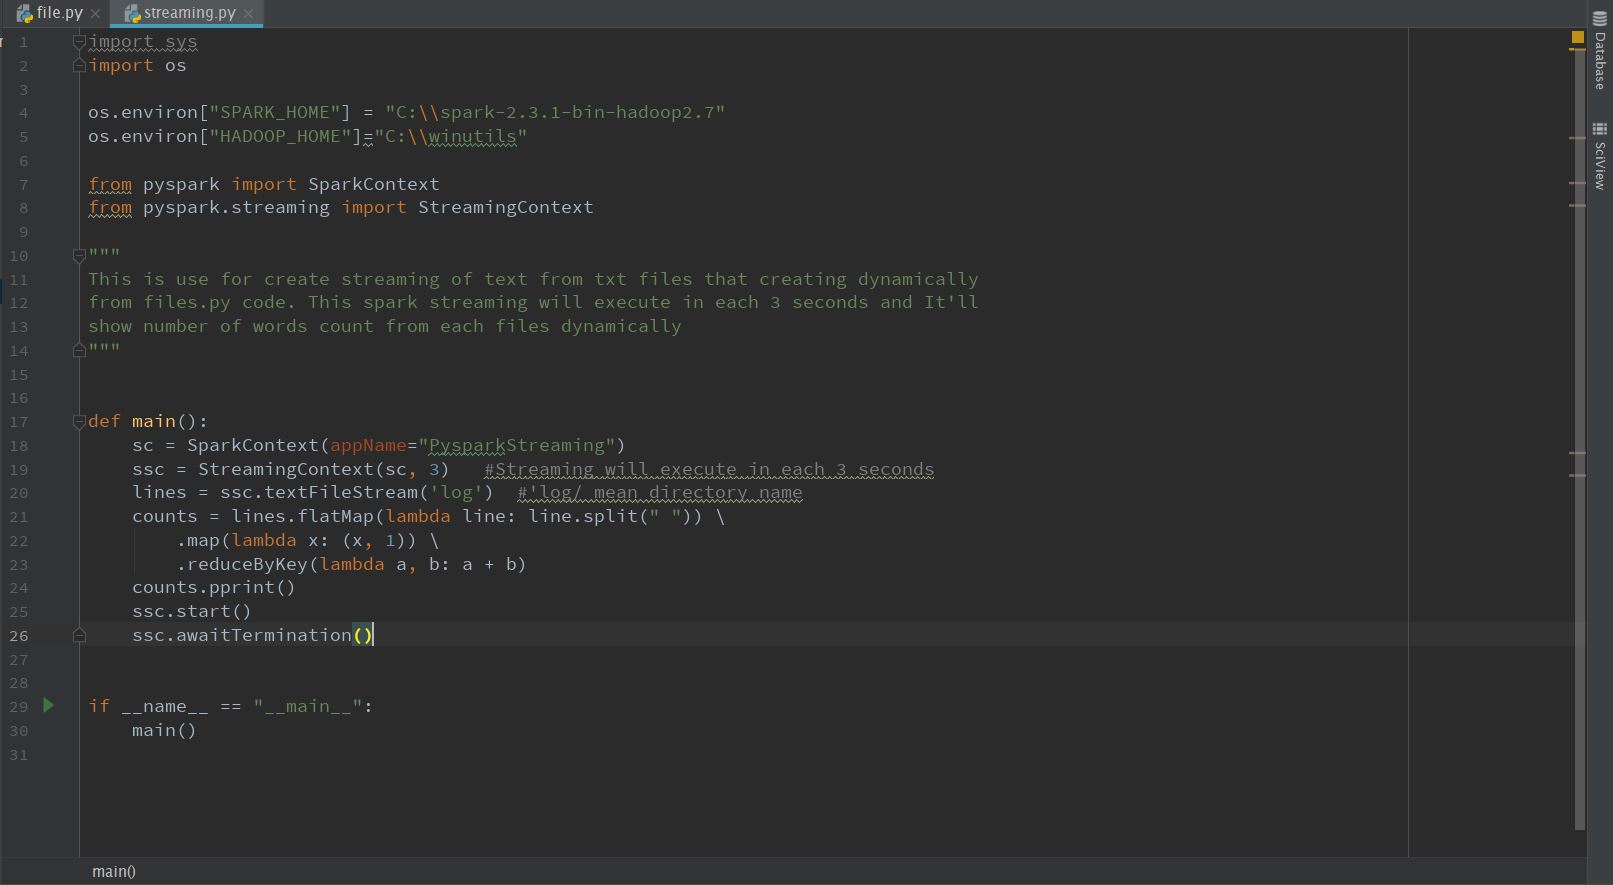 file.py
streaming.py
1 import sys
2 import os
3
4 os.environ["SPARK_HOME"] = "C:\\spark-2.3.1-bin-hadoop2.7"
5 os.environ["HADOOP_HOME"]="C:\\winutils"
6
7 from pyspark import SparkContext
8 from pyspark.streaming import StreamingContext
9
10 """
11 This is use for create streaming of text from txt files that creating dynamically
12 from files.py code. This spark streaming will execute in each 3 seconds and It'll
13 show number of words count from each files dynamically
14 """
15
16
17 def main():
18     sc = SparkContext(appName="PysparkStreaming")
19     ssc = StreamingContext(sc, 3)   #Streaming will execute in each 3 seconds
20     lines = ssc.textFileStream('log')  #'log/ mean directory name
21     counts = lines.flatMap(lambda line: line.split(" ")) \
22         .map(lambda x: (x, 1)) \
23         .reduceByKey(lambda a, b: a + b)
24     counts.pprint()
25     ssc.start()
26     ssc.awaitTermination()
27
28
29 if __name__ == "__main__":
30     main()
31
main()
Database
SciView